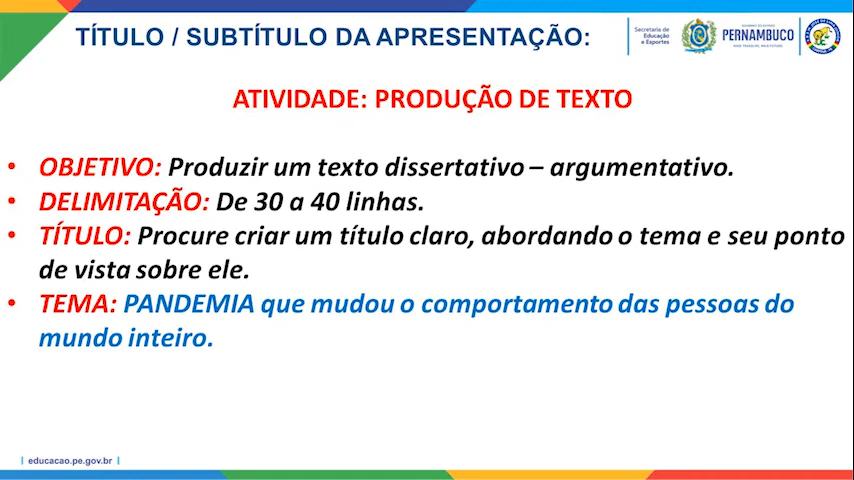 TÍTULO / SUBTÍTULO DA APRESENTAÇÃO:
Secretaria de
Educação
e Esportes
GOVERNO DO ESTADO
PERNAMBUCO
MAIS TRABALHO, MAIS FUTURO.
ATIVIDADE: PRODUÇÃO DE TEXTO
• OBJETIVO: Produzir um texto dissertativo – argumentativo.
• DELIMITAÇÃO: De 30 a 40 linhas.
• TÍTULO: Procure criar um título claro, abordando o tema e seu ponto
de vista sobre ele.
• TEMA: PANDEMIA que mudou o comportamento das pessoas do
mundo inteiro.
educacao.pe.gov.br